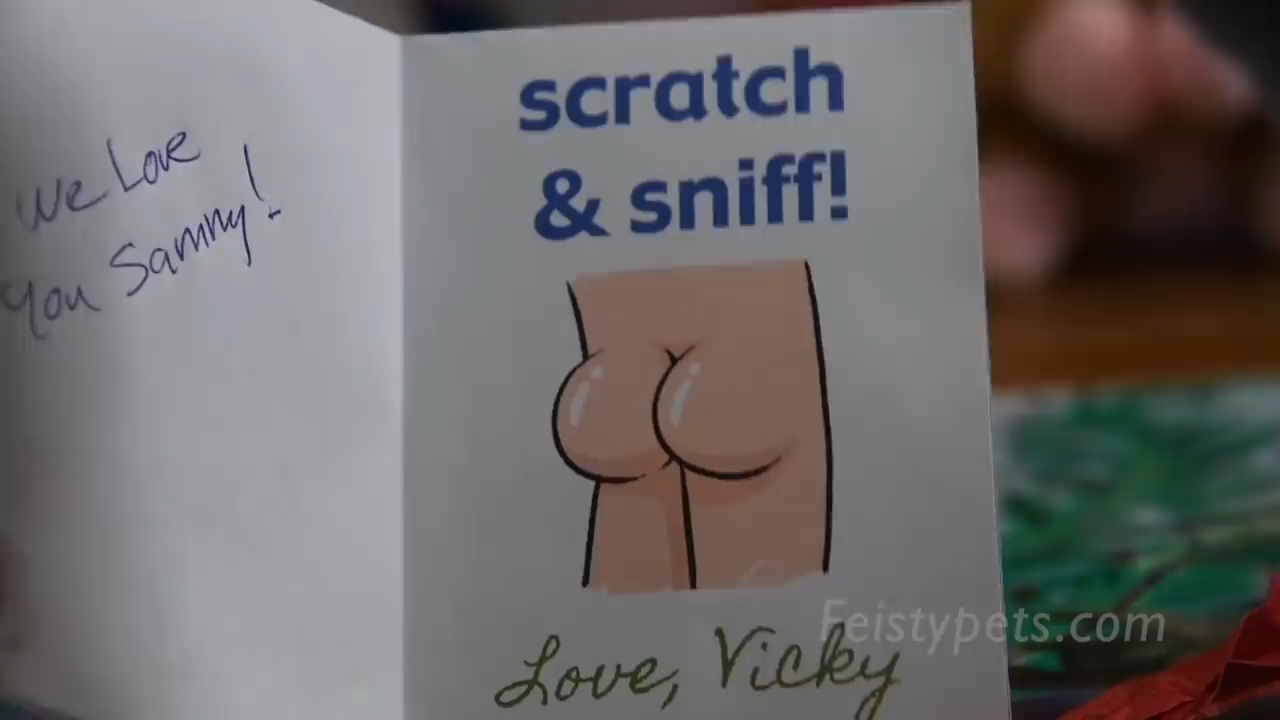 We Love
You Sammy!
scratch
& sniff!
Love, Vicky
Feistypets.com